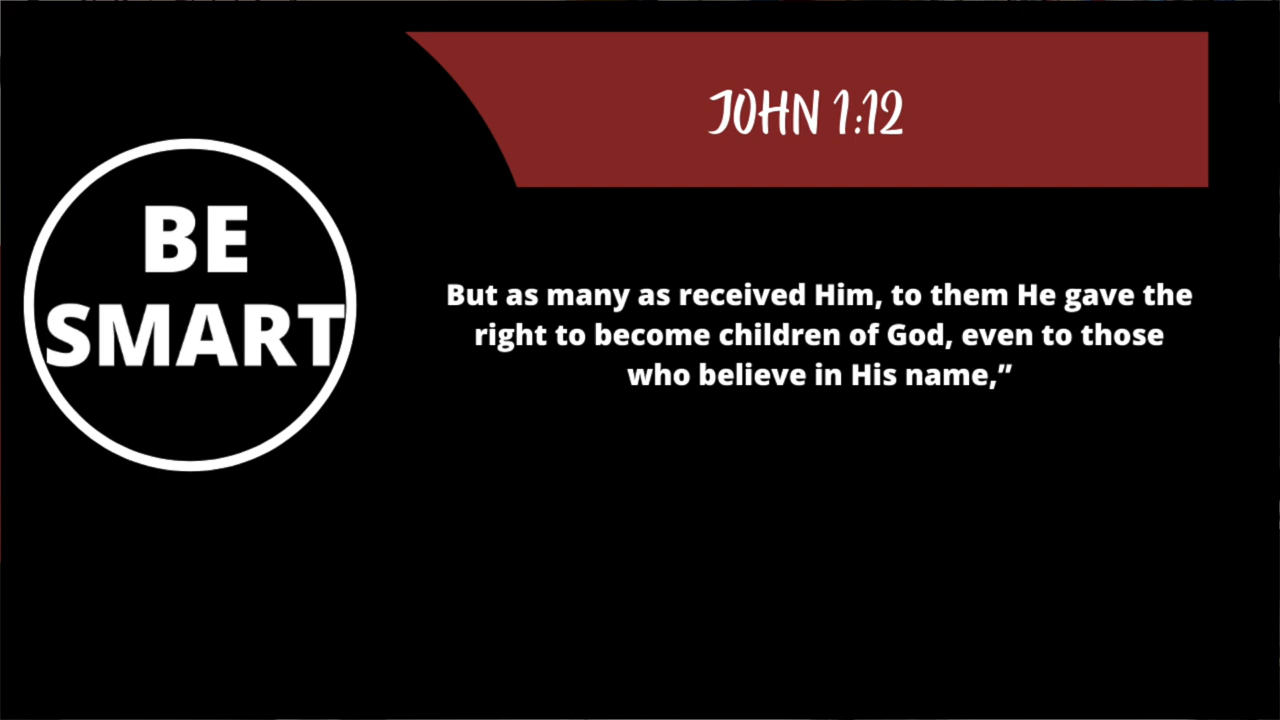 JOHN 1:12
BE
SMART
But as many as received Him, to them He gave the
right to become children of God, even to those
who believe in His name,”